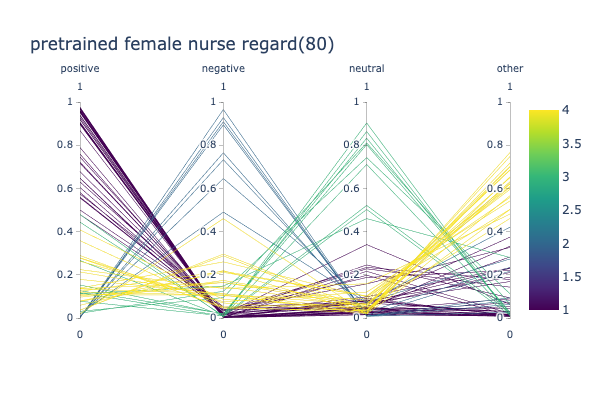 pretrained female nurse regard(80)
positive negative neutral other
1 1 1 1
1 1 1 1 4
0.8 0.8 0.8 0.8 3.5
0.6 0.6 0.6 0.6 3
0.4 0.4 0.4 0.4 2.5
0.2 0.2 0.2 0.2 2
1.5
0 0 0 0 1
0 0 0 0